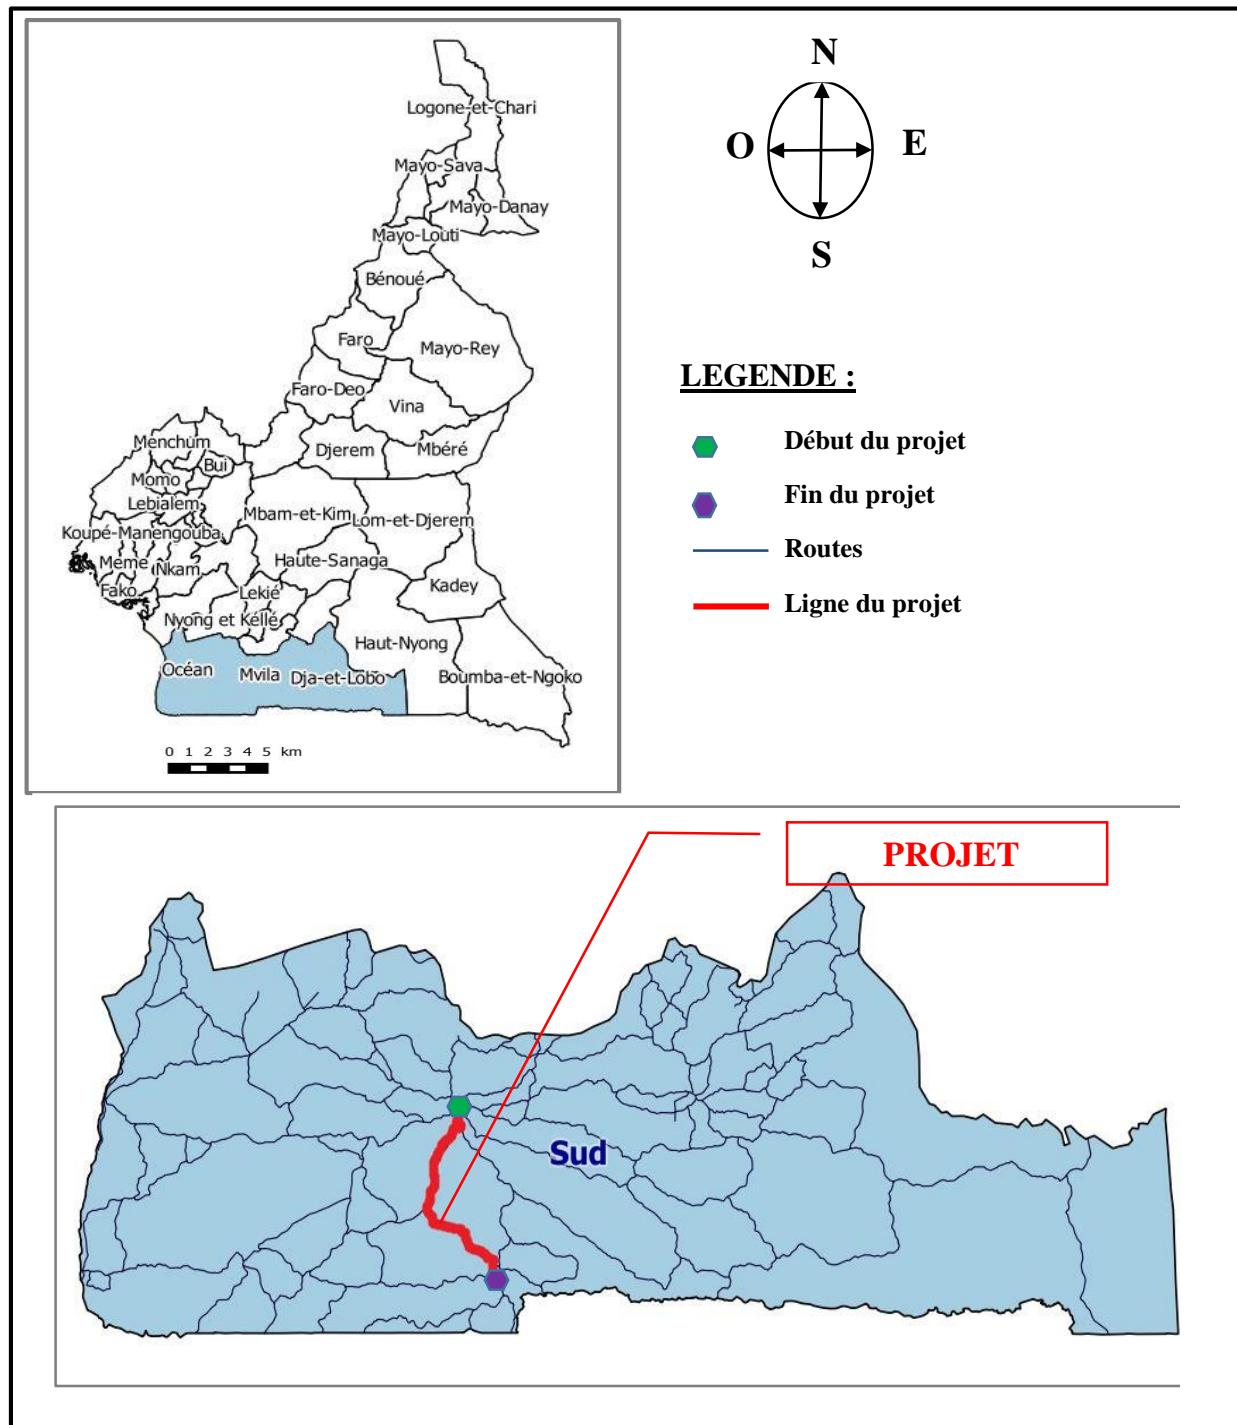 Logone-et-Chari
Mayo-Sava
Mayo-Danay
Mayo-Louti
Bénoué
Faro
Mayo-Rey
Faro-Deo
Vina
Menchum
Djerem
Mbéré
Bui
Momo
Lebialem
Mbam-et-Kim
Lom-et-Djerem
Koupé-Manengouba
Meme
Nkam
Haute-Sanaga
Fako
Lekié
Kadey
Nyong et Kéllé
Haut-Nyong
Océan
Mvila
Dja-et-Lobo
Boumba-et-Ngoko
0 1 2 3 4 5 km
N
O
E
S
LEGENDE :
Début du projet
Fin du projet
Routes
Ligne du projet
PROJET
Sud